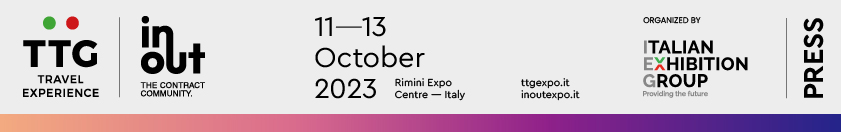 TTG
TRAVEL
EXPERIENCE
in
out
THE CONTRACT
COMMUNITY.
11—13
October
2023
Rimini Expo
Centre — Italy
ttgexpo.it
inoutexpo.it
ORGANIZED BY
ITALIAN
EXHIBITION
GROUP
Providing the future
PRESS